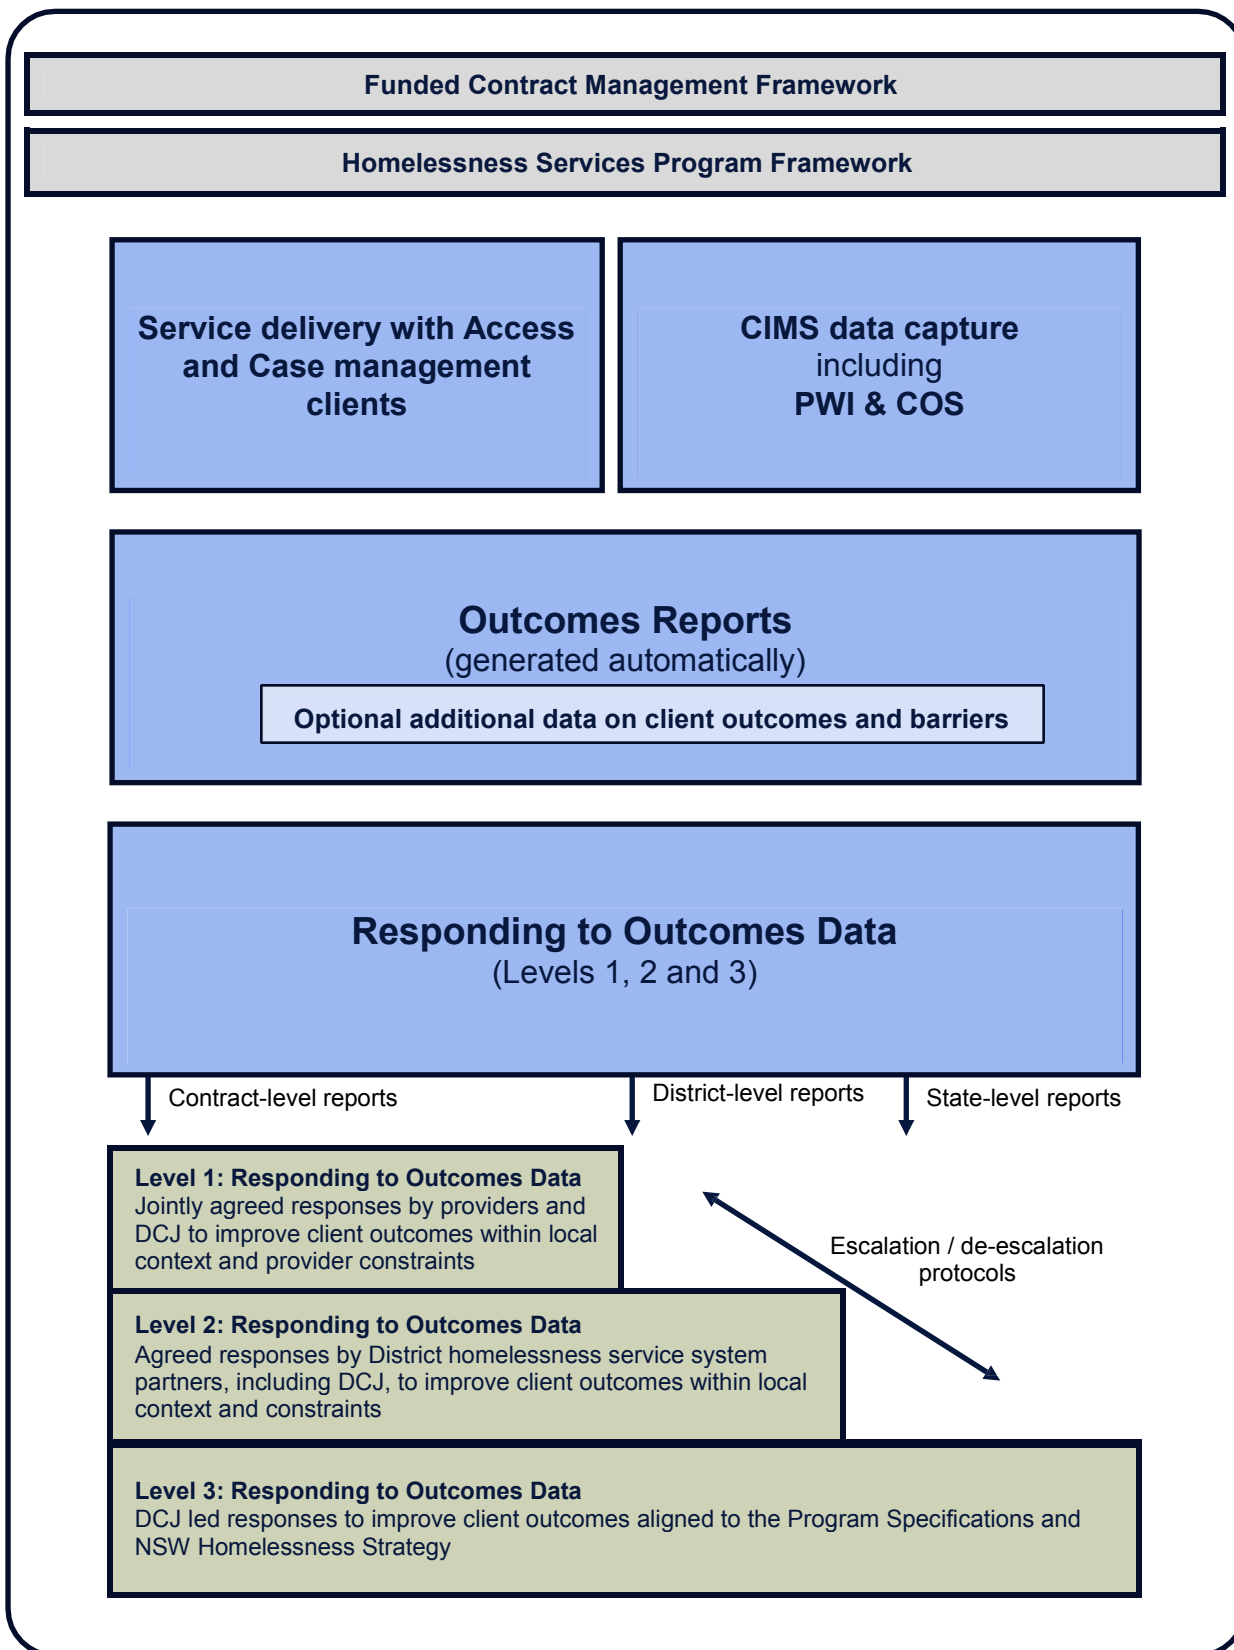 Funded Contract Management Framework
Homelessness Services Program Framework
Service delivery with Access
and Case management
clients
CIMS data capture
including
PWI & COS
Outcomes Reports
(generated automatically)
Optional additional data on client outcomes and barriers
Responding to Outcomes Data
(Levels 1, 2 and 3)
Contract-level reports
District-level reports
State-level reports
Level 1: Responding to Outcomes Data
Jointly agreed responses by providers and
DCJ to improve client outcomes within local
context and provider constraints
Escalation / de-escalation
protocols
Level 2: Responding to Outcomes Data
Agreed responses by District homelessness service system
partners, including DCJ, to improve client outcomes within local
context and constraints
Level 3: Responding to Outcomes Data
DCJ led responses to improve client outcomes aligned to the Program Specifications and
NSW Homelessness Strategy